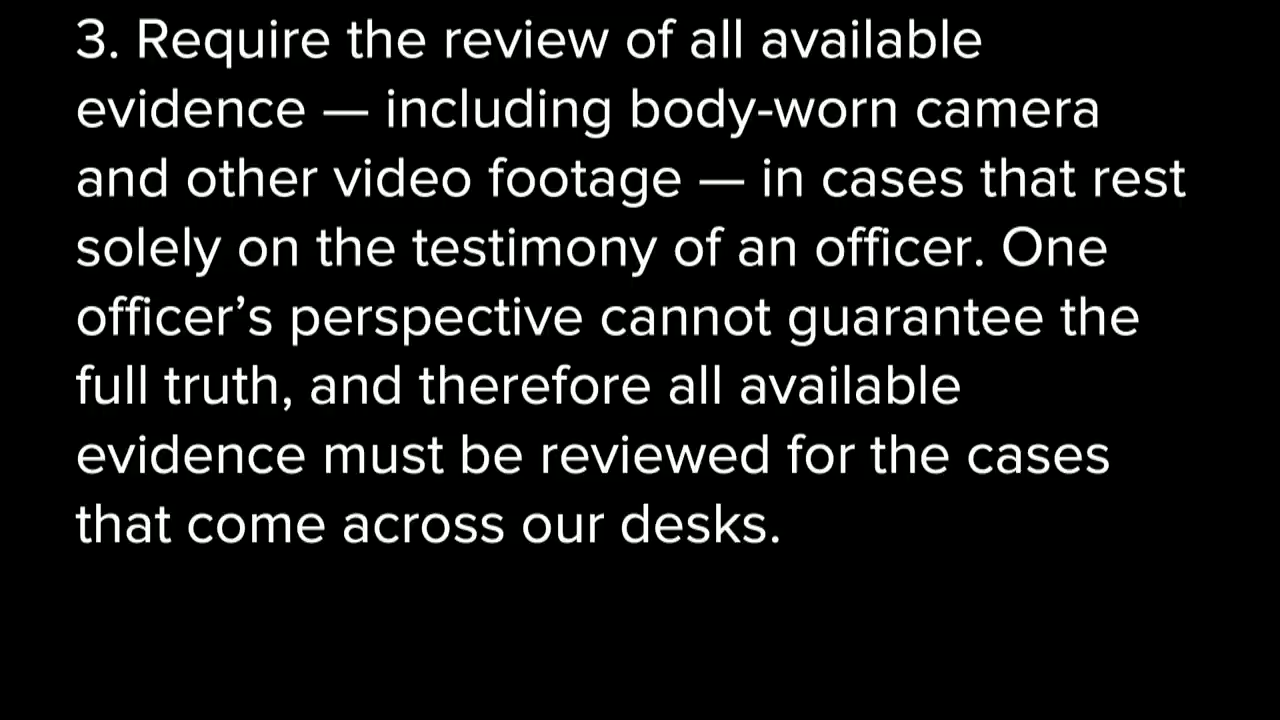 3. Require the review of all available
evidence — including body-worn camera
and other video footage — in cases that rest
solely on the testimony of an officer. One
officer’s perspective cannot guarantee the
full truth, and therefore all available
evidence must be reviewed for the cases
that come across our desks.